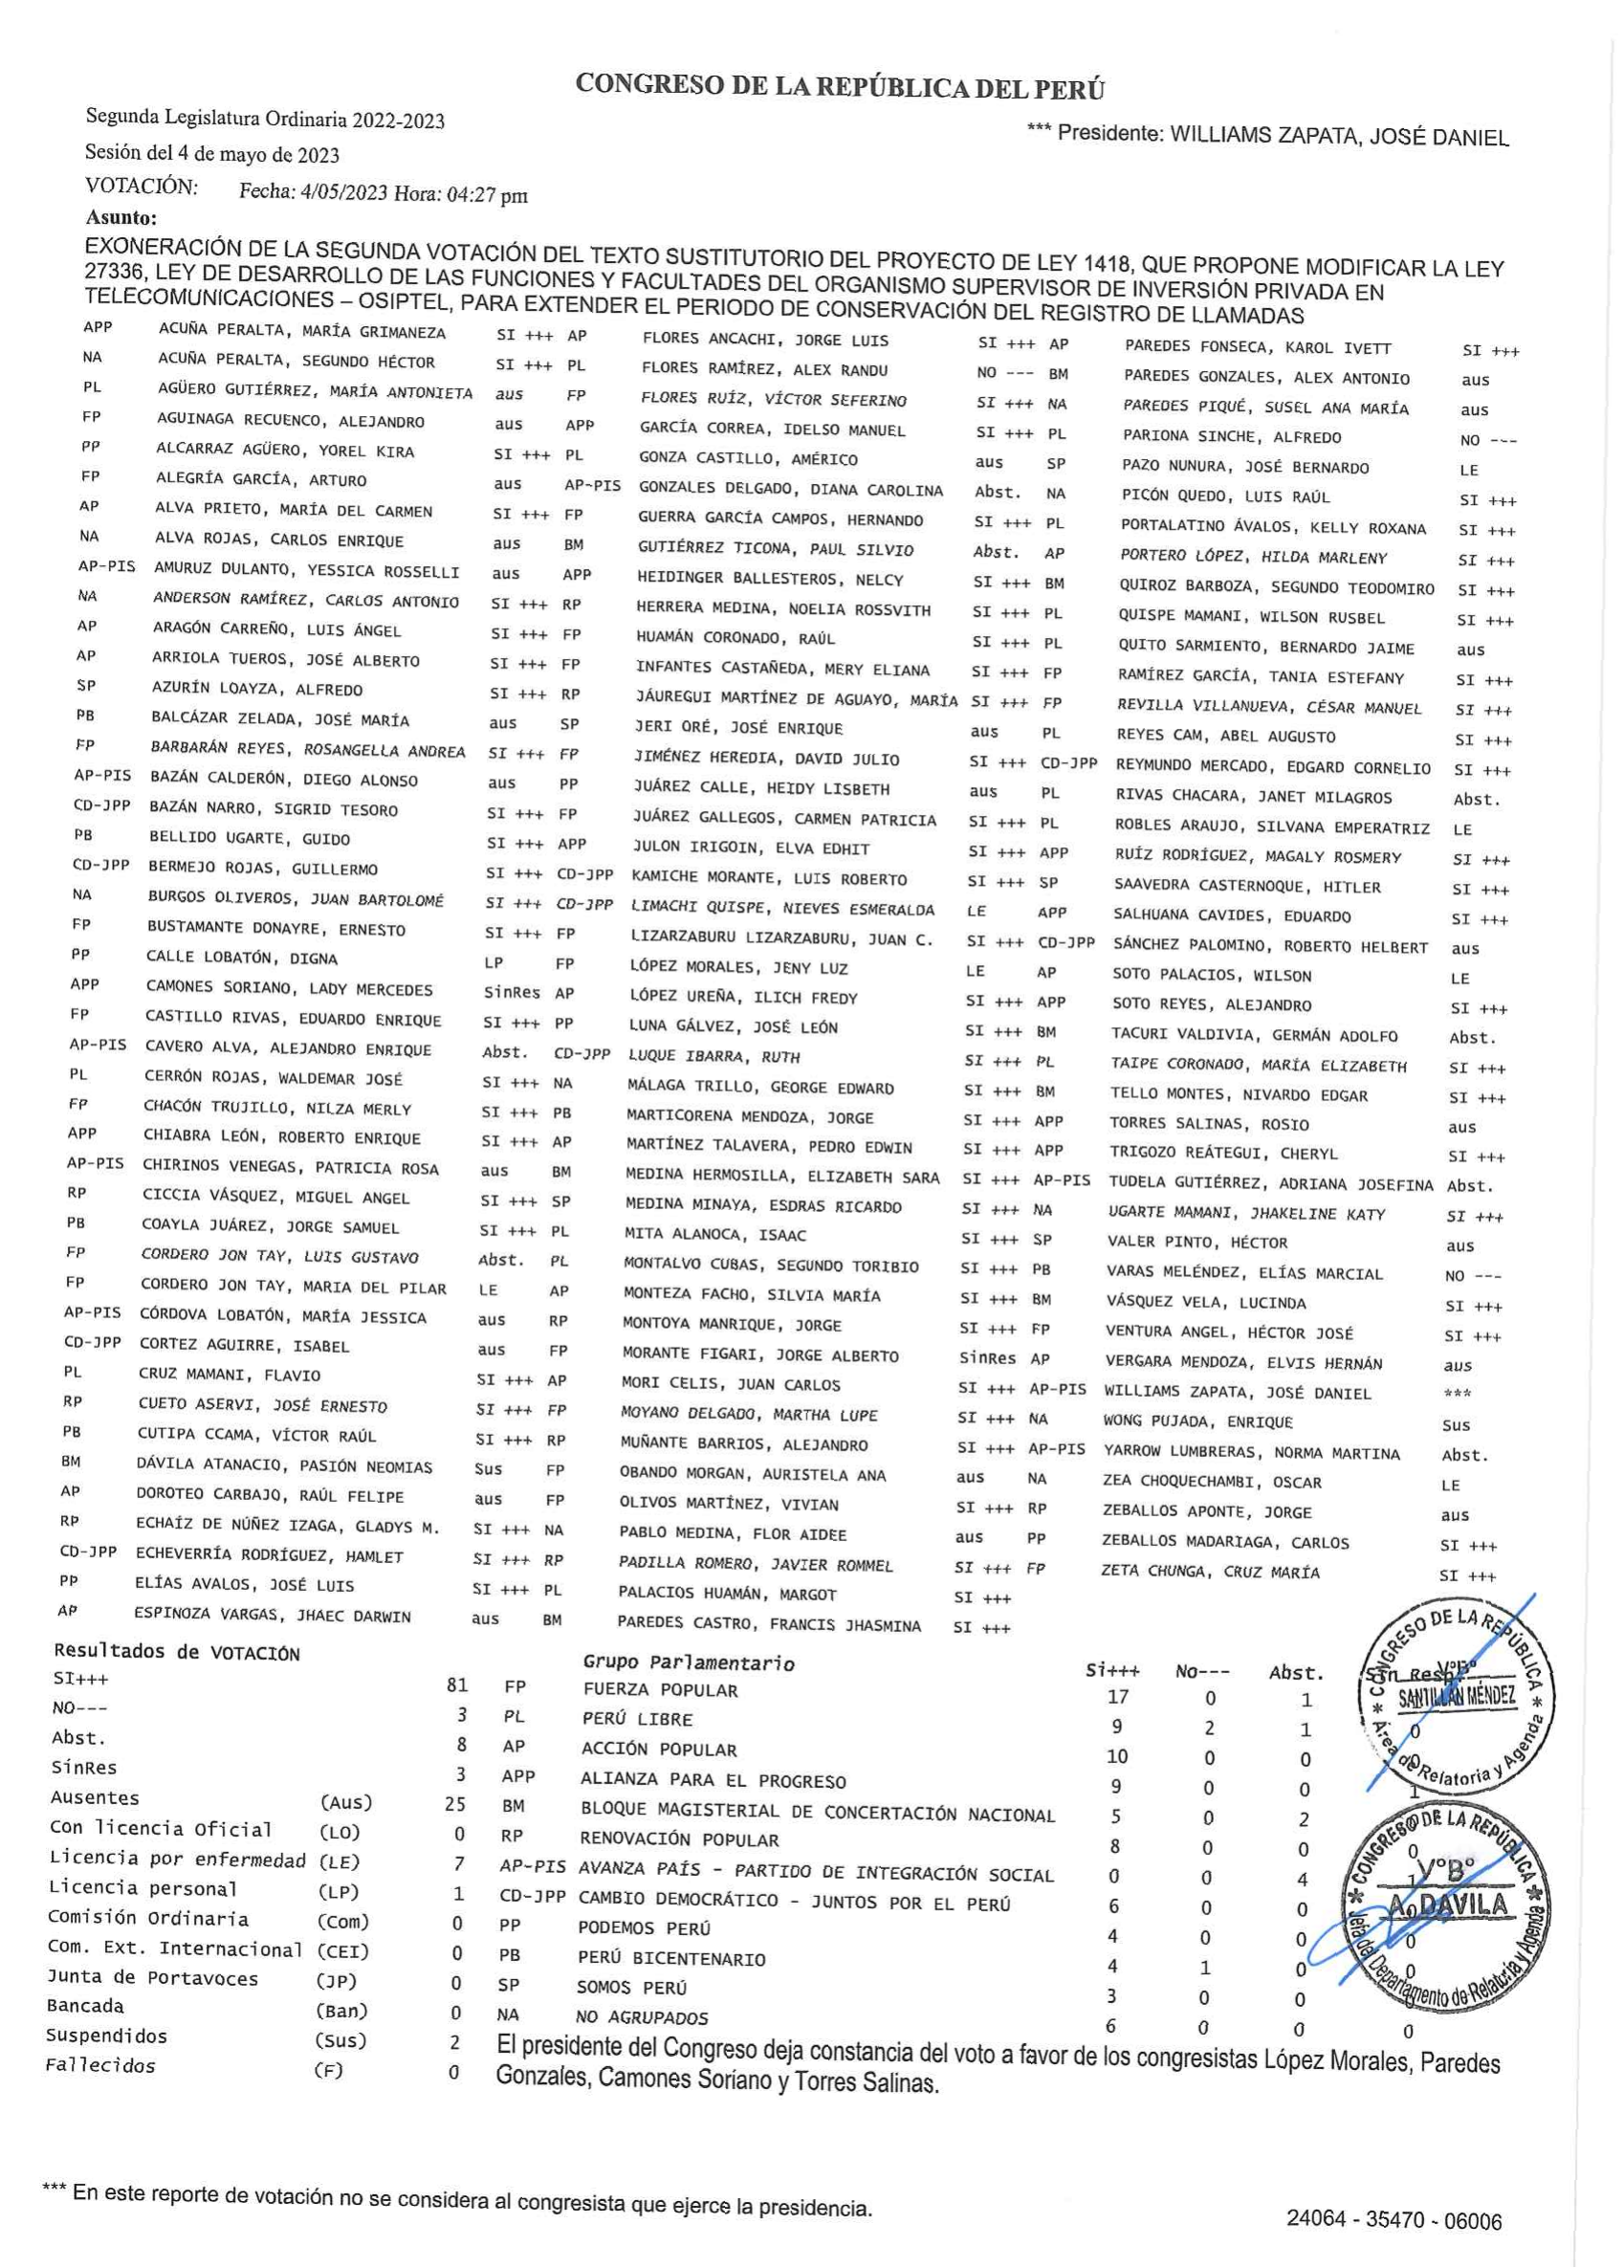 CONGRESO DE LA REPÚBLICA DEL PERÚ
Segunda Legislatura Ordinaria 2022-2023
*** Presidente: WILLIAMS ZAPATA, JOSÉ DANIEL
Sesión del 4 de mayo de 2023
VOTACIÓN: Fecha: 4/05/2023 Hora: 04:27 pm
Asunto:
EXONERACIÓN DE LA SEGUNDA VOTACIÓN DEL TEXTO SUSTITUTORIO DEL PROYECTO DE LEY 1418, QUE PROPONE MODIFICAR LA LEY
27336, LEY DE DESARROLLO DE LAS FUNCIONES Y FACULTADES DEL ORGANISMO SUPERVISOR DE INVERSIÓN PRIVADA EN
TELECOMUNICACIONES – OSIPTEL, PARA EXTENDER EL PERIODO DE CONSERVACIÓN DEL REGISTRO DE LLAMADAS
APP ACUÑA PERALTA, MARÍA GRIMANEZA SI +++ AP FLORES ANCACHI, JORGE LUIS SI +++ AP PAREDES FONSECA, KAROL IVETT SI +++
NA ACUÑA PERALTA, SEGUNDO HÉCTOR SI +++ PL FLORES RAMÍREZ, ALEX RANDU NO --- BM PAREDES GONZALES, ALEX ANTONIO aus
PL AGÜERO GUTIÉRREZ, MARÍA ANTONIETA aus FP FLORES RUÍZ, VÍCTOR SEFERINO SI +++ NA PAREDES PIQUÉ, SUSEL ANA MARÍA aus
FP AGUINAGA RECUENCO, ALEJANDRO aus APP GARCÍA CORREA, IDELSO MANUEL SI +++ PL PARIONA SINCHE, ALFREDO NO ---
PP ALCARRAZ AGÜERO, YOREL KIRA SI +++ PL GONZA CASTILLO, AMÉRICO aus SP PAZO NUNURA, JOSÉ BERNARDO LE
FP ALEGRÍA GARCÍA, ARTURO aus AP-PIS GONZALES DELGADO, DIANA CAROLINA Abst. NA PICÓN QUEDO, LUIS RAÚL SI +++
AP ALVA PRIETO, MARÍA DEL CARMEN SI +++ FP GUERRA GARCÍA CAMPOS, HERNANDO SI +++ PL PORTALATINO ÁVALOS, KELLY ROXANA SI +++
NA ALVA ROJAS, CARLOS ENRIQUE aus BM GUTIÉRREZ TICONA, PAUL SILVIO Abst. AP PORTERO LÓPEZ, HILDA MARLENY SI +++
AP-PIS AMURUZ DULANTO, YESSICA ROSSELLI aus APP HEIDINGER BALLESTEROS, NELCY SI +++ BM QUIROZ BARBOZA, SEGUNDO TEODOMIRO SI +++
NA ANDERSON RAMÍREZ, CARLOS ANTONIO SI +++ RP HERRERA MEDINA, NOELIA ROSSVITH SI +++ PL QUISPE MAMANI, WILSON RUSBEL SI +++
AP ARAGÓN CARREÑO, LUIS ÁNGEL SI +++ FP HUAMÁN CORONADO, RAÚL SI +++ PL QUITO SARMIENTO, BERNARDO JAIME aus
AP ARRIOLA TUEROS, JOSÉ ALBERTO SI +++ FP INFANTES CASTAÑEDA, MERY ELIANA SI +++ FP RAMÍREZ GARCÍA, TANIA ESTEFANY SI +++
SP AZURÍN LOAYZA, ALFREDO SI +++ RP JÁUREGUI MARTÍNEZ DE AGUAYO, MARÍA SI +++ FP REVILLA VILLANUEVA, CÉSAR MANUEL SI +++
PB BALCÁZAR ZELADA, JOSÉ MARÍA aus SP JERI ORÉ, JOSÉ ENRIQUE aus PL REYES CAM, ABEL AUGUSTO SI +++
FP BARBARÁN REYES, ROSANGELLA ANDREA SI +++ FP JIMÉNEZ HEREDIA, DAVID JULIO SI +++ CD-JPP REYMUNDO MERCADO, EDGARD CORNELIO SI +++
AP-PIS BAZÁN CALDERÓN, DIEGO ALONSO aus PP JUÁREZ CALLE, HEIDY LISBETH aus PL RIVAS CHACARA, JANET MILAGROS Abst.
CD-JPP BAZÁN NARRO, SIGRID TESORO SI +++ FP JUÁREZ GALLEGOS, CARMEN PATRICIA SI +++ PL ROBLES ARAUJO, SILVANA EMPERATRIZ LE
PB BELLIDO UGARTE, GUIDO SI +++ APP JULON IRIGOIN, ELVA EDHIT SI +++ APP RUÍZ RODRÍGUEZ, MAGALY ROSMERY SI +++
CD-JPP BERMEJO ROJAS, GUILLERMO SI +++ CD-JPP KAMICHE MORANTE, LUIS ROBERTO SI +++ SP SAAVEDRA CASTERNOQUE, HITLER SI +++
NA BURGOS OLIVEROS, JUAN BARTOLOMÉ SI +++ CD-JPP LIMACHI QUISPE, NIEVES ESMERALDA LE APP SALHUANA CAVIDES, EDUARDO SI +++
FP BUSTAMANTE DONAYRE, ERNESTO SI +++ FP LIZARZABURU LIZARZABURU, JUAN C. SI +++ CD-JPP SÁNCHEZ PALOMINO, ROBERTO HELBERT aus
PP CALLE LOBATÓN, DIGNA LP FP LÓPEZ MORALES, JENY LUZ LE AP SOTO PALACIOS, WILSON LE
APP CAMONES SORIANO, LADY MERCEDES SinRes AP LÓPEZ UREÑA, ILICH FREDY SI +++ APP SOTO REYES, ALEJANDRO SI +++
FP CASTILLO RIVAS, EDUARDO ENRIQUE SI +++ PP LUNA GÁLVEZ, JOSÉ LEÓN SI +++ BM TACURI VALDIVIA, GERMÁN ADOLFO Abst.
AP-PIS CAVERO ALVA, ALEJANDRO ENRIQUE Abst. CD-JPP LUQUE IBARRA, RUTH SI +++ PL TAIPE CORONADO, MARÍA ELIZABETH SI +++
PL CERRÓN ROJAS, WALDEMAR JOSÉ SI +++ NA MÁLAGA TRILLO, GEORGE EDWARD SI +++ BM TELLO MONTES, NIVARDO EDGAR SI +++
FP CHACÓN TRUJILLO, NILZA MERLY SI +++ PB MARTICORENA MENDOZA, JORGE SI +++ APP TORRES SALINAS, ROSIO aus
APP CHIABRA LEÓN, ROBERTO ENRIQUE SI +++ AP MARTÍNEZ TALAVERA, PEDRO EDWIN SI +++ APP TRIGOZO REÁTEGUI, CHERYL SI +++
AP-PIS CHIRINOS VENEGAS, PATRICIA ROSA aus BM MEDINA HERMOSILLA, ELIZABETH SARA SI +++ AP-PIS TUDELA GUTIÉRREZ, ADRIANA JOSEFINA Abst.
RP CICCIA VÁSQUEZ, MIGUEL ANGEL SI +++ SP MEDINA MINAYA, ESDRAS RICARDO SI +++ NA UGARTE MAMANI, JHAKELINE KATY SI +++
PB COAYLA JUÁREZ, JORGE SAMUEL SI +++ PL MITA ALANOCA, ISAAC SI +++ SP VALER PINTO, HÉCTOR aus
FP CORDERO JON TAY, LUIS GUSTAVO Abst. PL MONTALVO CUBAS, SEGUNDO TORIBIO SI +++ PB VARAS MELÉNDEZ, ELÍAS MARCIAL NO ---
FP CORDERO JON TAY, MARIA DEL PILAR LE AP MONTEZA FACHO, SILVIA MARÍA SI +++ BM VÁSQUEZ VELA, LUCINDA SI +++
AP-PIS CÓRDOVA LOBATÓN, MARÍA JESSICA aus RP MONTOYA MANRIQUE, JORGE SI +++ FP VENTURA ANGEL, HÉCTOR JOSÉ SI +++
CD-JPP CORTEZ AGUIRRE, ISABEL aus FP MORANTE FIGARI, JORGE ALBERTO SinRes AP VERGARA MENDOZA, ELVIS HERNÁN aus
PL CRUZ MAMANI, FLAVIO SI +++ AP MORI CELIS, JUAN CARLOS SI +++ AP-PIS WILLIAMS ZAPATA, JOSÉ DANIEL ***
RP CUETO ASERVI, JOSÉ ERNESTO SI +++ FP MOYANO DELGADO, MARTHA LUPE SI +++ NA WONG PUJADA, ENRIQUE Sus
PB CUTIPA CCAMA, VÍCTOR RAÚL SI +++ RP MUÑANTE BARRIOS, ALEJANDRO SI +++ AP-PIS YARROW LUMBRERAS, NORMA MARTINA Abst.
BM DÁVILA ATANACIO, PASIÓN NEOMIAS Sus FP OBANDO MORGAN, AURISTELA ANA aus NA ZEA CHOQUECHAMBI, OSCAR LE
AP DOROTEO CARBAJO, RAÚL FELIPE aus FP OLIVOS MARTÍNEZ, VIVIAN SI +++ RP ZEBALLOS APONTE, JORGE aus
RP ECHAÍZ DE NÚÑEZ IZAGA, GLADYS M. SI +++ NA PABLO MEDINA, FLOR AIDEE aus PP ZEBALLOS MADARIAGA, CARLOS SI +++
CD-JPP ECHEVERRÍA RODRÍGUEZ, HAMLET SI +++ RP PADILLA ROMERO, JAVIER ROMMEL SI +++ FP ZETA CHUNGA, CRUZ MARÍA SI +++
PP ELÍAS AVALOS, JOSÉ LUIS SI +++ PL PALACIOS HUAMÁN, MARGOT SI +++
AP ESPINOZA VARGAS, JHAEC DARWIN aus BM PAREDES CASTRO, FRANCIS JHASMINA SI +++
Resultados de VOTACIÓN Grupo Parlamentario Si+++ No--- Abst. Sin Resp.
SI+++ 81 FP FUERZA POPULAR 17 0 1
NO--- 3 PL PERÚ LIBRE 9 2 1 0
Abst. 8 AP ACCIÓN POPULAR 10 0 0 0
SínRes 3 APP ALIANZA PARA EL PROGRESO 9 0 0 1
Ausentes (Aus) 25 BM BLOQUE MAGISTERIAL DE CONCERTACIÓN NACIONAL 5 0 2
Con licencia Oficial (LO) 0 RP RENOVACIÓN POPULAR 8 0 0 0
Licencia por enfermedad (LE) 7 AP-PIS AVANZA PAÍS - PARTIDO DE INTEGRACIÓN SOCIAL 0 0 4 1
Licencia personal (LP) 1 CD-JPP CAMBIO DEMOCRÁTICO - JUNTOS POR EL PERÚ 6 0 0 0
Comisión Ordinaria (Com) 0 PP PODEMOS PERÚ 4 0 0 0
Com. Ext. Internacional (CEI) 0 PB PERÚ BICENTENARIO 4 1 0 0
Junta de Portavoces (JP) 0 SP SOMOS PERÚ 3 0 0
Bancada (Ban) 0 NA NO AGRUPADOS 6 0 0 0
Suspendidos (Sus) 2
Fallecidos (F) 0
El presidente del Congreso deja constancia del voto a favor de los congresistas López Morales, Paredes
Gonzales, Camones Soriano y Torres Salinas.
CONGRESO DE LA REPÚBLICA
VºBº
SANTILLÁN MÉNDEZ
Área de Relatoria y Agenda
CONGRESO DE LA REPÚBLICA
VºBº
A. DAVILA
Jefa del Departamento de Relatoria y Agenda
*** En este reporte de votación no se considera al congresista que ejerce la presidencia.
24064 - 35470 - 06006